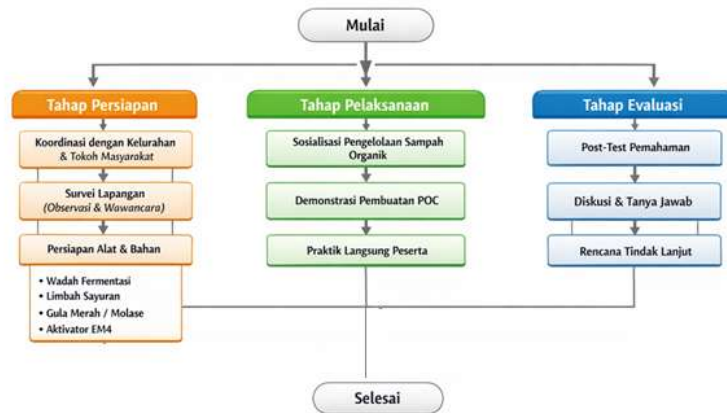 Mulai
Tahap Persiapan
Koordinasi dengan Kelurahan
& Tokoh Masyarakat
Survei Lapangan
(Observasi & Wawancara)
Persiapan Alat & Bahan
• Wadah Fermentasi
• Limbah Sayuran
• Gula Merah / Molase
• Aktivator EM4
Tahap Pelaksanaan
Sosialisasi Pengelolaan Sampah
Organik
Demonstrasi Pembuatan POC
Praktik Langsung Peserta
Tahap Evaluasi
Post-Test Pemahaman
Diskusi & Tanya Jawab
Rencana Tindak Lanjut
Selesai